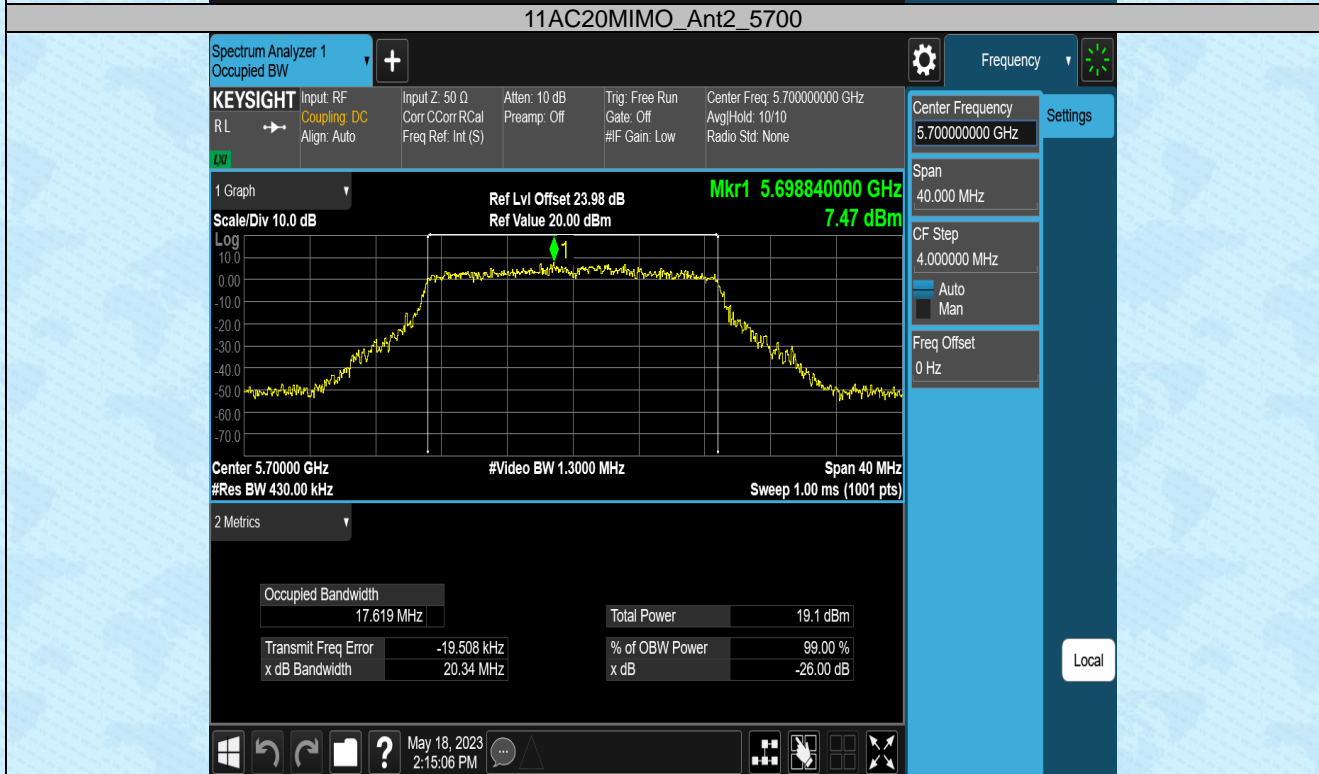 11AC20MIMO_Ant2_5700
Spectrum Analyzer 1
Occupied BW
+
Frequency
KEYSIGHT
R L
LXI
Input: RF
Coupling: DC
Align: Auto
Input Z: 50 Ω
Corr CCorr RCal
Freq Ref: Int (S)
Atten: 10 dB
Preamp: Off
Trig: Free Run
Gate: Off
#IF Gain: Low
Center Freq: 5.700000000 GHz
Avg|Hold: 10/10
Radio Std: None
Center Frequency
5.700000000 GHz
Settings
Span
40.000 MHz
CF Step
4.000000 MHz
Auto
Man
Freq Offset
0 Hz
Local
1 Graph
Scale/Div 10.0 dB
Ref Lvl Offset 23.98 dB
Ref Value 20.00 dBm
Mkr1 5.698840000 GHz
7.47 dBm
Log
1
10.0
0.00
-10.0
-20.0
-30.0
-40.0
-50.0
-60.0
-70.0
Center 5.70000 GHz
#Video BW 1.3000 MHz
Span 40 MHz
#Res BW 430.00 kHz
Sweep 1.00 ms (1001 pts)
2 Metrics
Occupied Bandwidth
17.619 MHz
Total Power 19.1 dBm
Transmit Freq Error -19.508 kHz
% of OBW Power 99.00 %
x dB Bandwidth 20.34 MHz
x dB -26.00 dB
?
May 18, 2023
2:15:06 PM